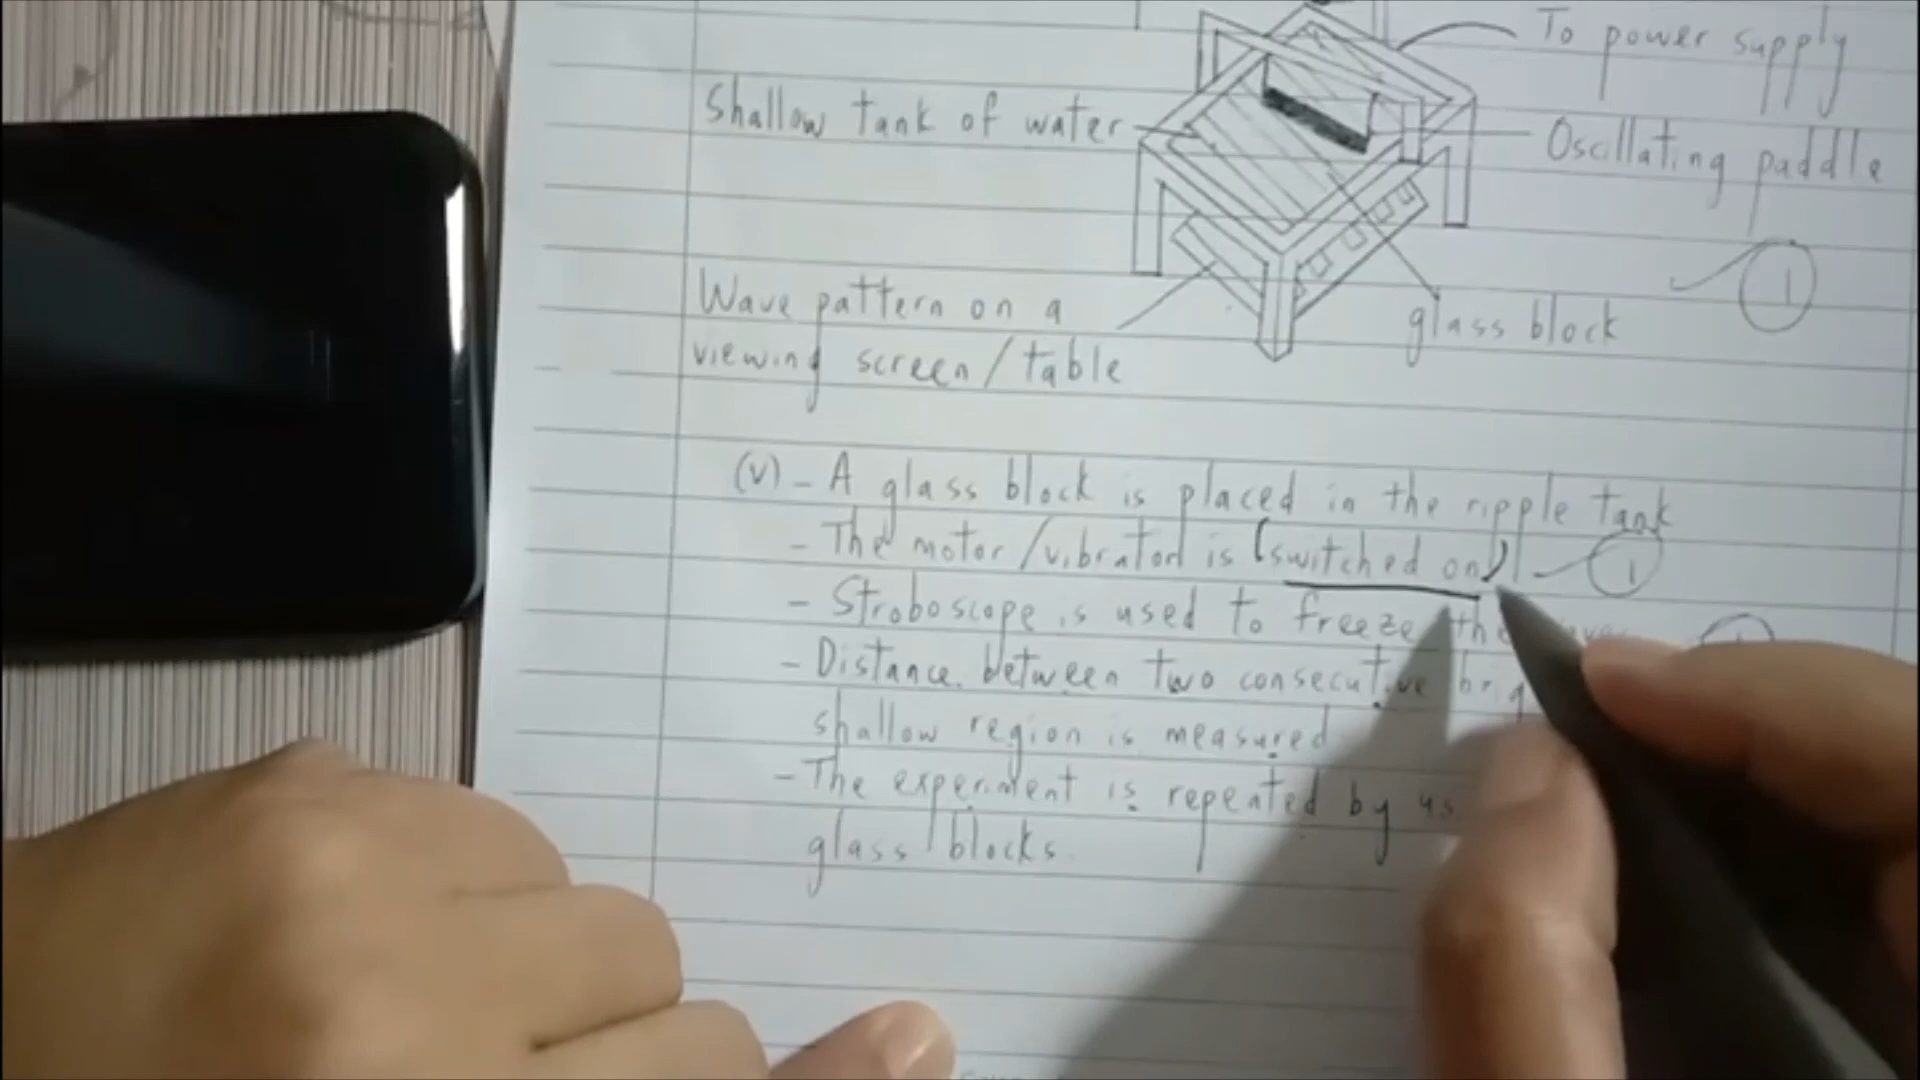 To power supply
Shallow tank of water
Oscillating paddle
1
Wave pattern on a
viewing screen/table
glass block
(v) - A glass block is placed in the ripple tank
- The motor/vibrator is (switched on) 1
- Stroboscope is used to freeze the
- Distance between two consecutive
shallow region is measured
- The experiment is repeated by
glass blocks.